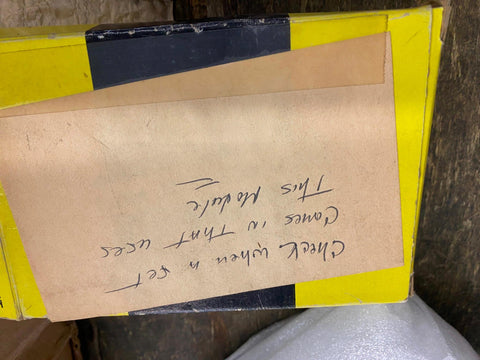 Check when a set
Comes in that uses
This Module